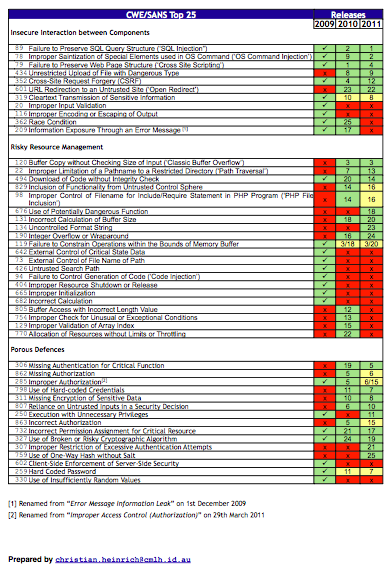 CWE/SANS Top 25 Releases
2009 2010 2011
Insecure Interaction between Components
89 Failure to Preserve SQL Query Structure ('SQL Injection') ✓ 2 1
78 Improper Sanitization of Special Elements used in OS Command ('OS Command Injection') ✓ 9 2
79 Failure to Preserve Web Page Structure ('Cross Site Scripting') ✓ 1 4
434 Unrestricted Upload of File with Dangerous Type x 8 9
352 Cross-Site Request Forgery (CSRF) ✓ 4 12
601 URL Redirection to an Untrusted Site ('Open Redirect') x 23 22
319 Cleartext Transmission of Sensitive Information ✓ 10 8
20 Improper Input Validation ✓ x x
116 Improper Encoding or Escaping of Output ✓ x x
362 Race Condition ✓ 25 x
209 Information Exposure Through an Error Message [1] ✓ 17 x
Risky Resource Management
120 Buffer Copy without Checking Size of Input ('Classic Buffer Overflow') x 3 3
22 Improper Limitation of a Pathname to a Restricted Directory ('Path Traversal') x 7 13
494 Download of Code without Integrity Check ✓ 20 14
829 Inclusion of Functionality from Untrusted Control Sphere x 14 16
98 Improper Control of Filename for Include/Require Statement in PHP Program ('PHP File
Inclusion') x 14 16
676 Use of Potentially Dangerous Function x x 18
131 Incorrect Calculation of Buffer Size x 18 20
134 Uncontrolled Format String x x 23
190 Integer Overflow or Wraparound x 16 24
119 Failure to Constrain Operations within the Bounds of Memory Buffer ✓ 3/18 3/20
642 External Control of Critical State Data ✓ x x
73 External Control of File Name of Path ✓ x x
426 Untrusted Search Path ✓ x x
94 Failure to Control Generation of Code ('Code Injection') ✓ x x
404 Improper Resource Shutdown or Release ✓ x x
665 Improper Initialization ✓ x x
682 Incorrect Calculation ✓ x x
805 Buffer Access with Incorrect Length Value x 12 x
754 Improper Check for Unusual or Exceptional Conditions x 13 x
129 Improper Validation of Array Index x 15 x
770 Allocation of Resources without Limits or Throttling x 22 x
Porous Defences
306 Missing Authentication for Critical Function x 19 5
862 Missing Authorization x 5 6
285 Improper Authorization[2] ✓ 5 6/15
798 Use of Hard-coded Credentials x 11 7
311 Missing Encryption of Sensitive Data x 10 8
807 Reliance on Untrusted Inputs in a Security Decision x 6 10
250 Execution with Unnecessary Privileges ✓ x 11
863 Incorrect Authorization x 5 15
732 Incorrect Permission Assignment for Critical Resource ✓ 21 17
327 Use of Broken or Risky Cryptographic Algorithm ✓ 24 19
307 Improper Restriction of Excessive Authentication Attempts x x 21
759 Use of One-Way Hash without Salt x x 25
602 Client-Side Enforcement of Server-Side Security ✓ x x
259 Hard Coded Password ✓ 11 7
330 Use of Insufficiently Random Values ✓ x x
[1] Renamed from "Error Message Information Leak" on 1st December 2009
[2] Renamed from "Improper Access Control (Authorization)" on 29th March 2011
Prepared by christian.heinrich@cmlh.id.au